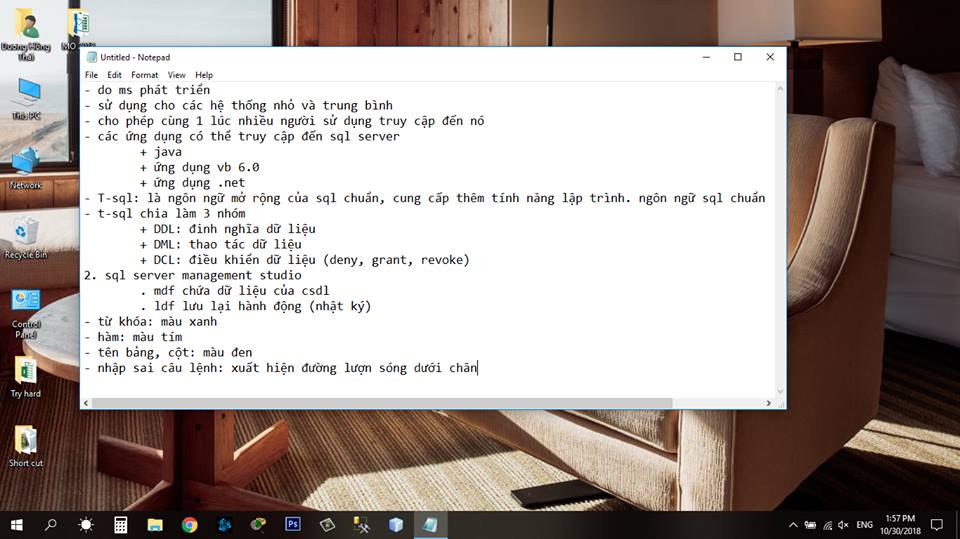 Untitled - Notepad
File Edit Format View Help
- do ms phát triển
- sử dụng cho các hệ thống nhỏ và trung bình
- cho phép cùng 1 lúc nhiều người sử dụng truy cập đến nó
- các ứng dụng có thể truy cập đến sql server
+ java
+ ứng dụng vb 6.0
+ ứng dụng .net
- T-sql: là ngôn ngữ mở rộng của sql chuẩn, cung cấp thêm tính năng lập trình. ngôn ngữ sql chuẩn
- t-sql chia làm 3 nhóm
+ DDL: đinh nghĩa dữ liệu
+ DML: thao tác dữ liệu
+ DCL: điều khiển dữ liệu (deny, grant, revoke)
2. sql server management studio
. mdf chứa dữ liệu của csdl
. ldf lưu lại hành động (nhật ký)
- từ khóa: màu xanh
- hàm: màu tím
- tên bảng, cột: màu đen
- nhập sai câu lệnh: xuất hiện đường lượn sóng dưới chân
Dương Hồng
Thái
This PC
Network
Recycle Bin
Control
Panel
Try hard
Short cut
Ps
ENG
1:57 PM
10/30/2018